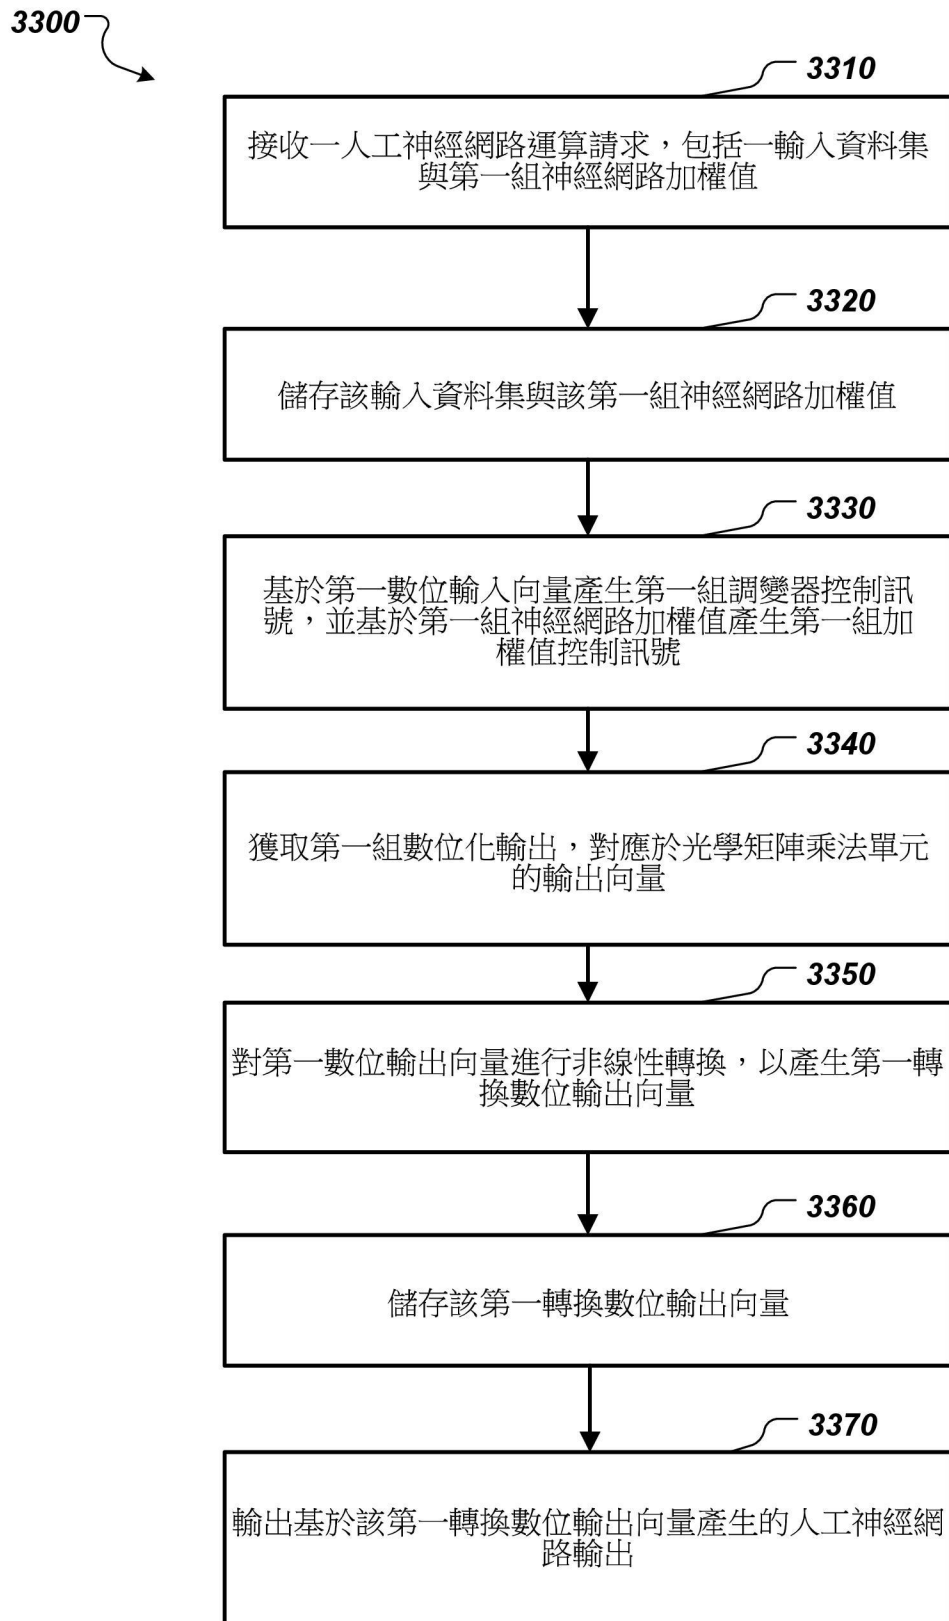 3300
3310
接收一人工神經網路運算請求，包括一輸入資料集
與第一組神經網路加權值
3320
儲存該輸入資料集與該第一組神經網路加權值
3330
基於第一數位輸入向量產生第一組調變器控制訊
號，並基於第一組神經網路加權值產生第一組加
權值控制訊號
3340
獲取第一組數位化輸出，對應於光學矩陣乘法單元
的輸出向量
3350
對第一數位輸出向量進行非線性轉換，以產生第一轉
換數位輸出向量
3360
儲存該第一轉換數位輸出向量
3370
輸出基於該第一轉換數位輸出向量產生的人工神經網
路輸出